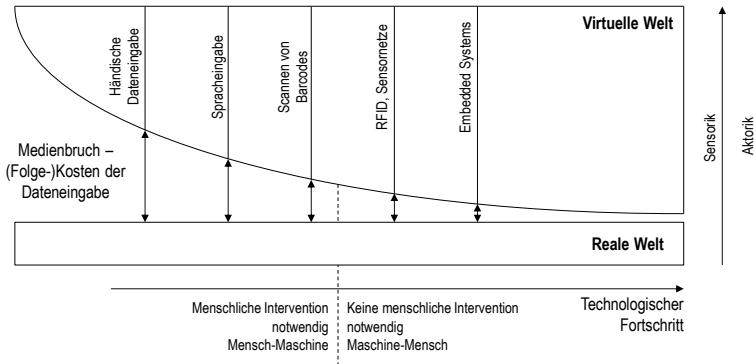 Virtuelle Welt
Händische
Dateneingabe
Spracheingabe
Scannen von
Barcodes
RFID, Sensornetze
Embedded Systems
Sensorik
Aktorik
Medienbruch –
(Folge-)Kosten der
Dateneingabe
Reale Welt
Menschliche Intervention
notwendig
Mensch-Maschine
Keine menschliche Intervention
notwendig
Maschine-Mensch
Technologischer
Fortschritt